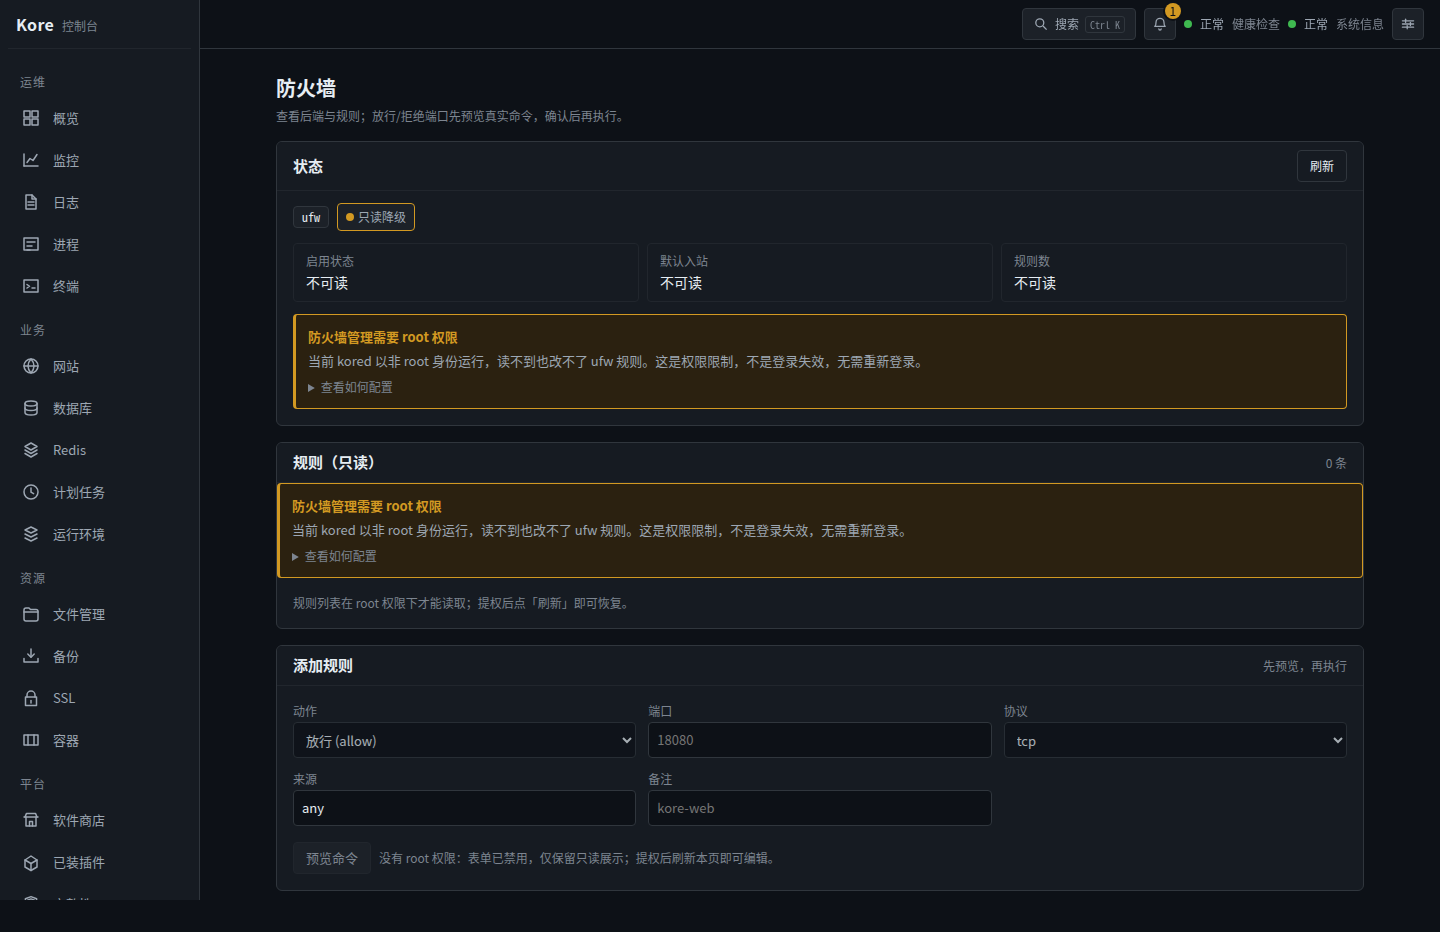 Kore 控制台
搜索 Ctrl K
1
正常 健康检查
正常 系统信息
运维
概览
监控
日志
进程
终端
业务
网站
数据库
Redis
计划任务
运行环境
资源
文件管理
备份
SSL
容器
平台
软件商店
已装插件
防火墙
查看后端与规则；放行/拒绝端口先预览真实命令，确认后再执行。
状态
刷新
ufw
只读降级
启用状态
不可读
默认入站
不可读
规则数
不可读
防火墙管理需要 root 权限
当前 kored 以非 root 身份运行，读不到也改不了 ufw 规则。这是权限限制，不是登录失效，无需重新登录。
查看如何配置
规则（只读）
0 条
防火墙管理需要 root 权限
当前 kored 以非 root 身份运行，读不到也改不了 ufw 规则。这是权限限制，不是登录失效，无需重新登录。
查看如何配置
规则列表在 root 权限下才能读取；提权后点「刷新」即可恢复。
添加规则
先预览，再执行
动作
放行 (allow)
端口
18080
协议
tcp
来源
any
备注
kore-web
预览命令
没有 root 权限：表单已禁用，仅保留只读展示；提权后刷新本页即可编辑。